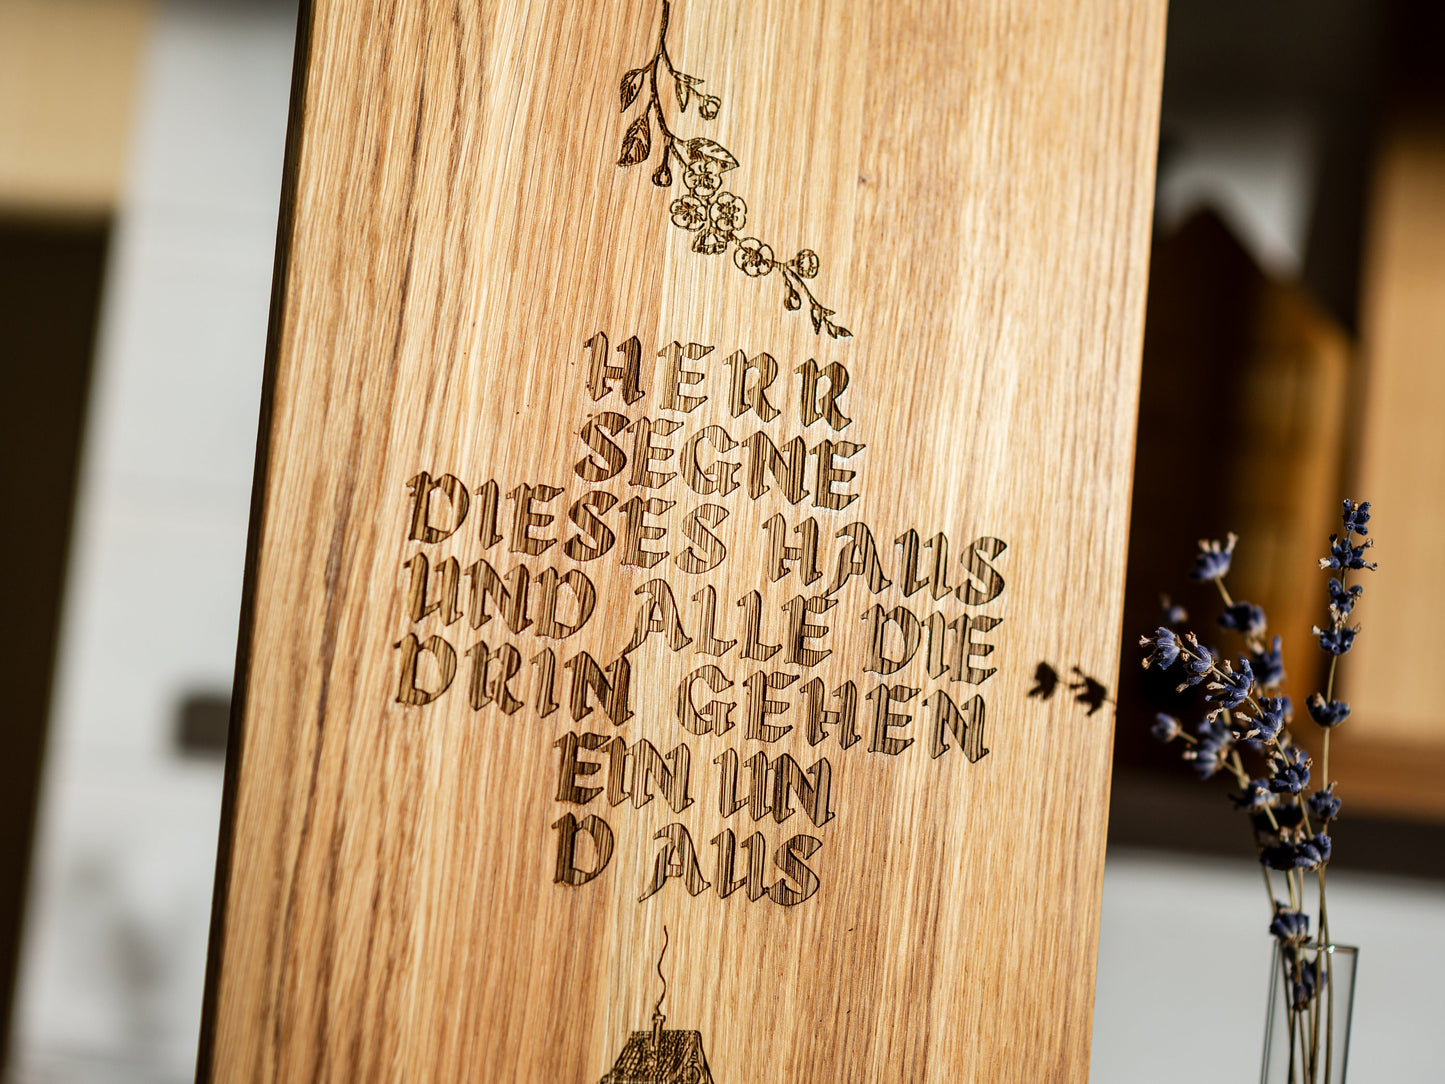 HERR
SEGNE
DIESES HAUS
UND ALLE DIE
DRIN GEHEN
EIN UN
D AUS